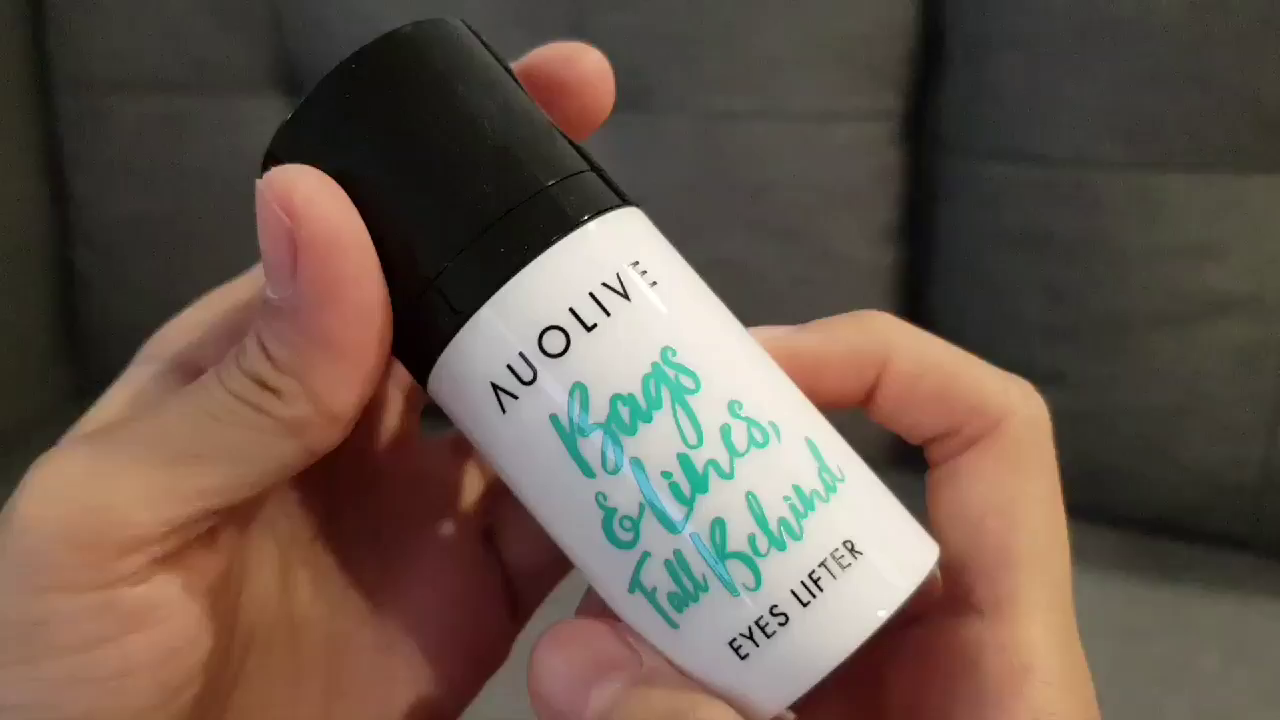 AUOLIVE
Bags
& Lines,
Fall Behind
EYES LIFTER